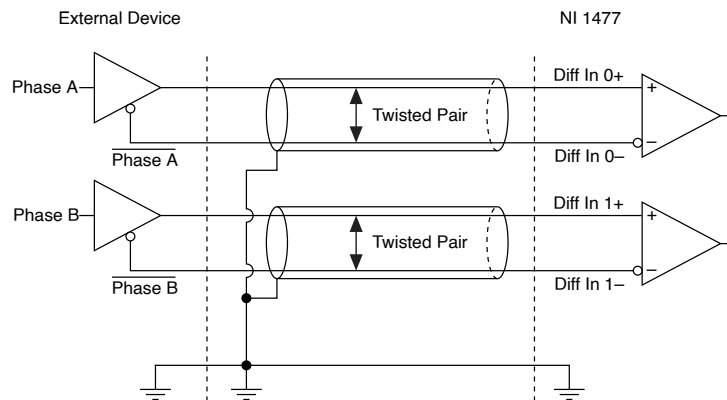 External Device
NI 1477
Phase A
Diff In 0+
+
Twisted Pair
Phase A
Diff In 0–
–
Phase B
Diff In 1+
+
Twisted Pair
Phase B
Diff In 1–
–